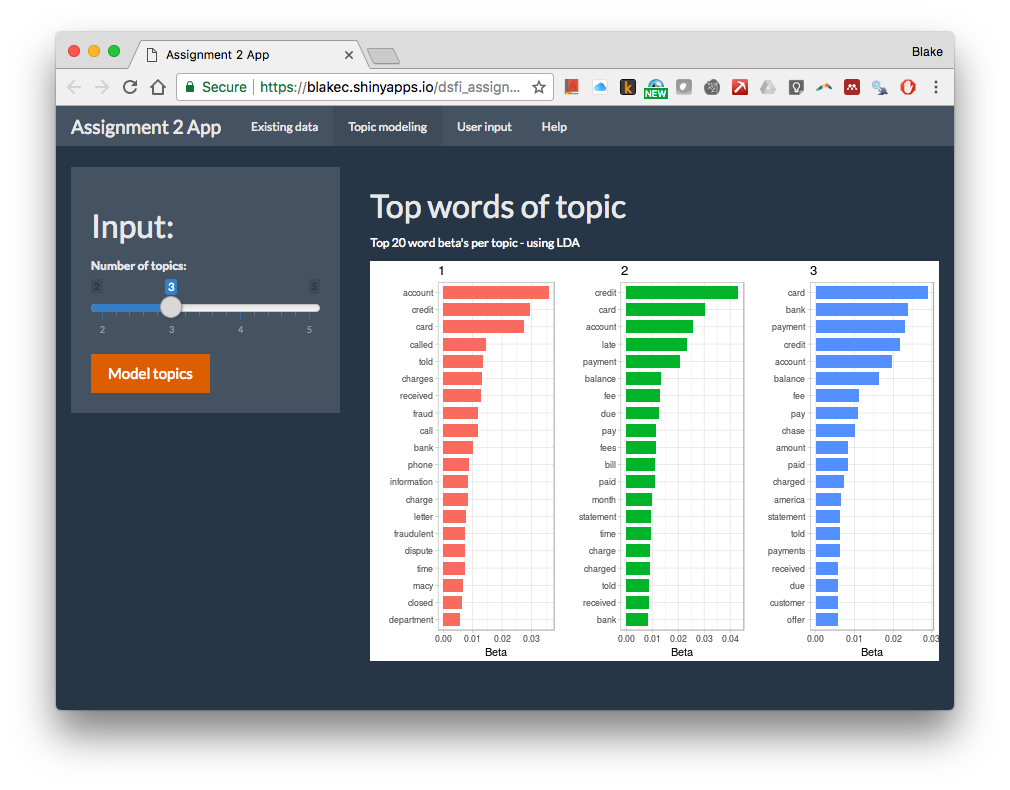 Assignment 2 App
Blake
Secure https://blakec.shinyapps.io/dsfi_assign...
NEW
Assignment 2 App Existing data Topic modeling User input Help
Input:
Number of topics:
2 3 5
2 3 4 5
Model topics
Top words of topic
Top 20 word beta's per topic - using LDA
1
account
credit
card
called
told
charges
received
fraud
call
bank
phone
information
charge
letter
fraudulent
dispute
time
macy
closed
department
0.00 0.01 0.02 0.03
Beta
2
credit
card
account
late
payment
balance
fee
due
pay
fees
bill
paid
month
statement
time
charge
charged
told
received
bank
0.00 0.01 0.02 0.03 0.04
Beta
3
card
bank
payment
credit
account
balance
fee
pay
chase
amount
paid
charged
america
statement
told
payments
received
due
customer
offer
0.00 0.01 0.02 0.03
Beta